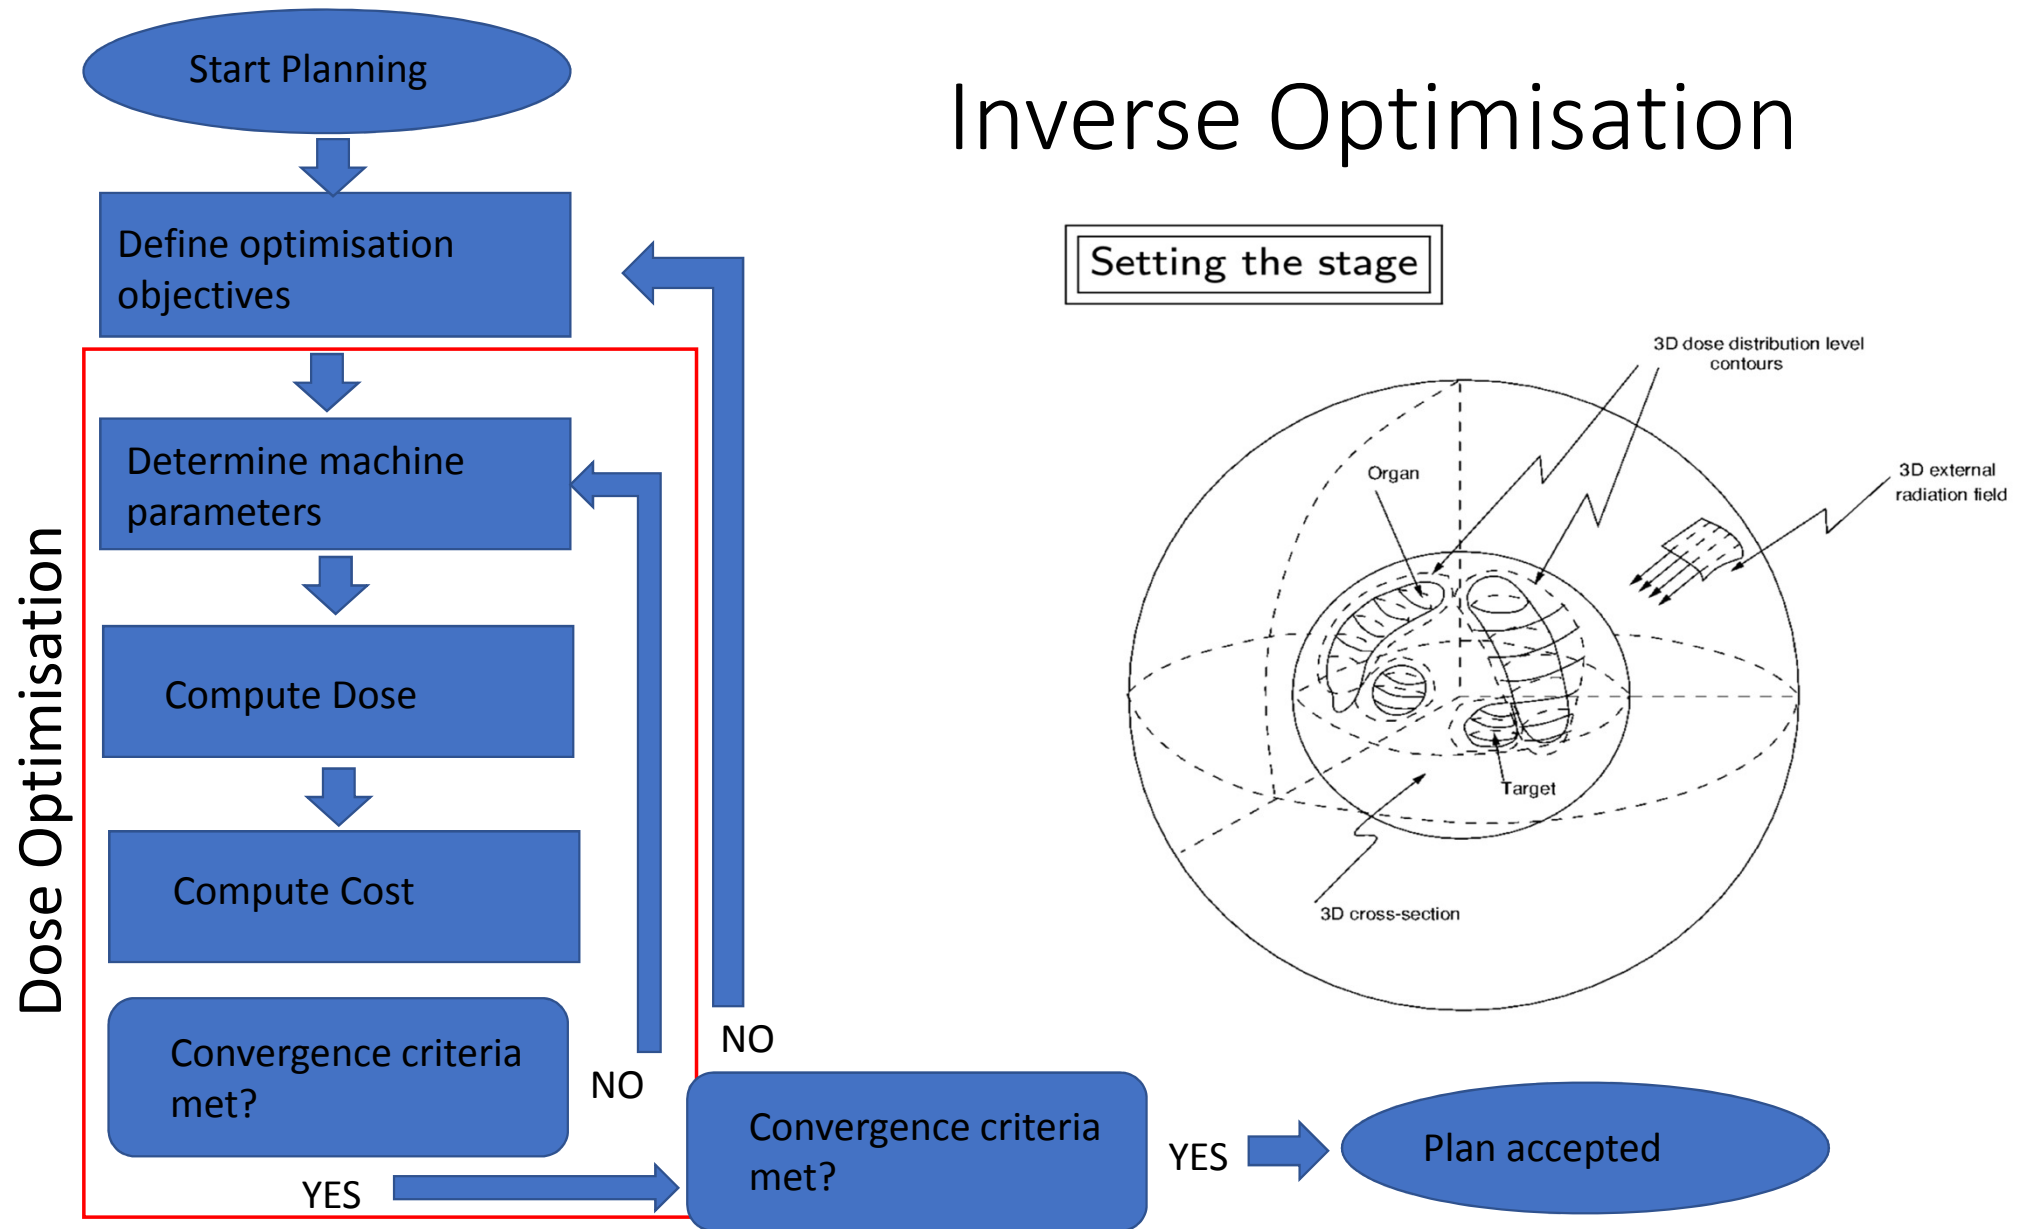 Start Planning
Inverse Optimisation
Define optimisation
objectives
Setting the stage
3D dose distribution level
contours
Organ
3D external
radiation field
Determine machine
parameters
Dose Optimisation
Compute Dose
Target
Compute Cost
3D cross-section
Convergence criteria
met?
NO
NO
YES
Convergence criteria
met?
YES
Plan accepted